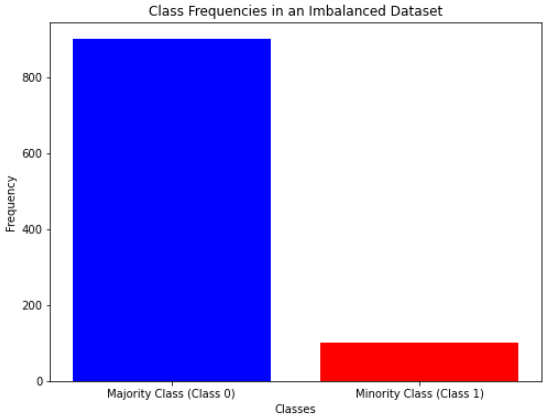 Class Frequencies in an Imbalanced Dataset
800
600
400
200
0
Frequency
Majority Class (Class 0)
Minority Class (Class 1)
Classes